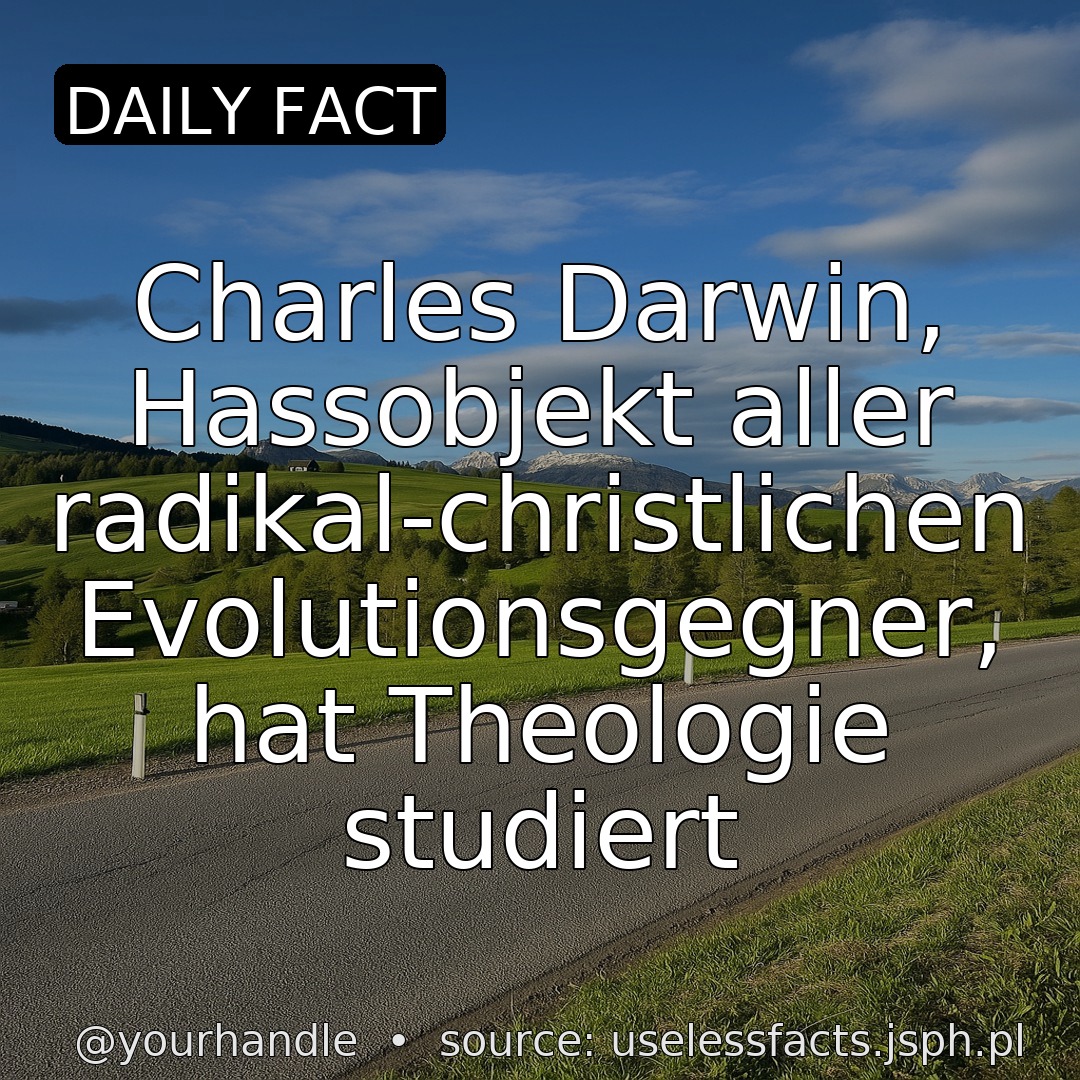 DAILY FACT
Charles Darwin,
Hassobjekt aller
radikal-christlichen
Evolutionsgegner,
hat Theologie
studiert
@yourhandle • source: uselessfacts.jsph.pl